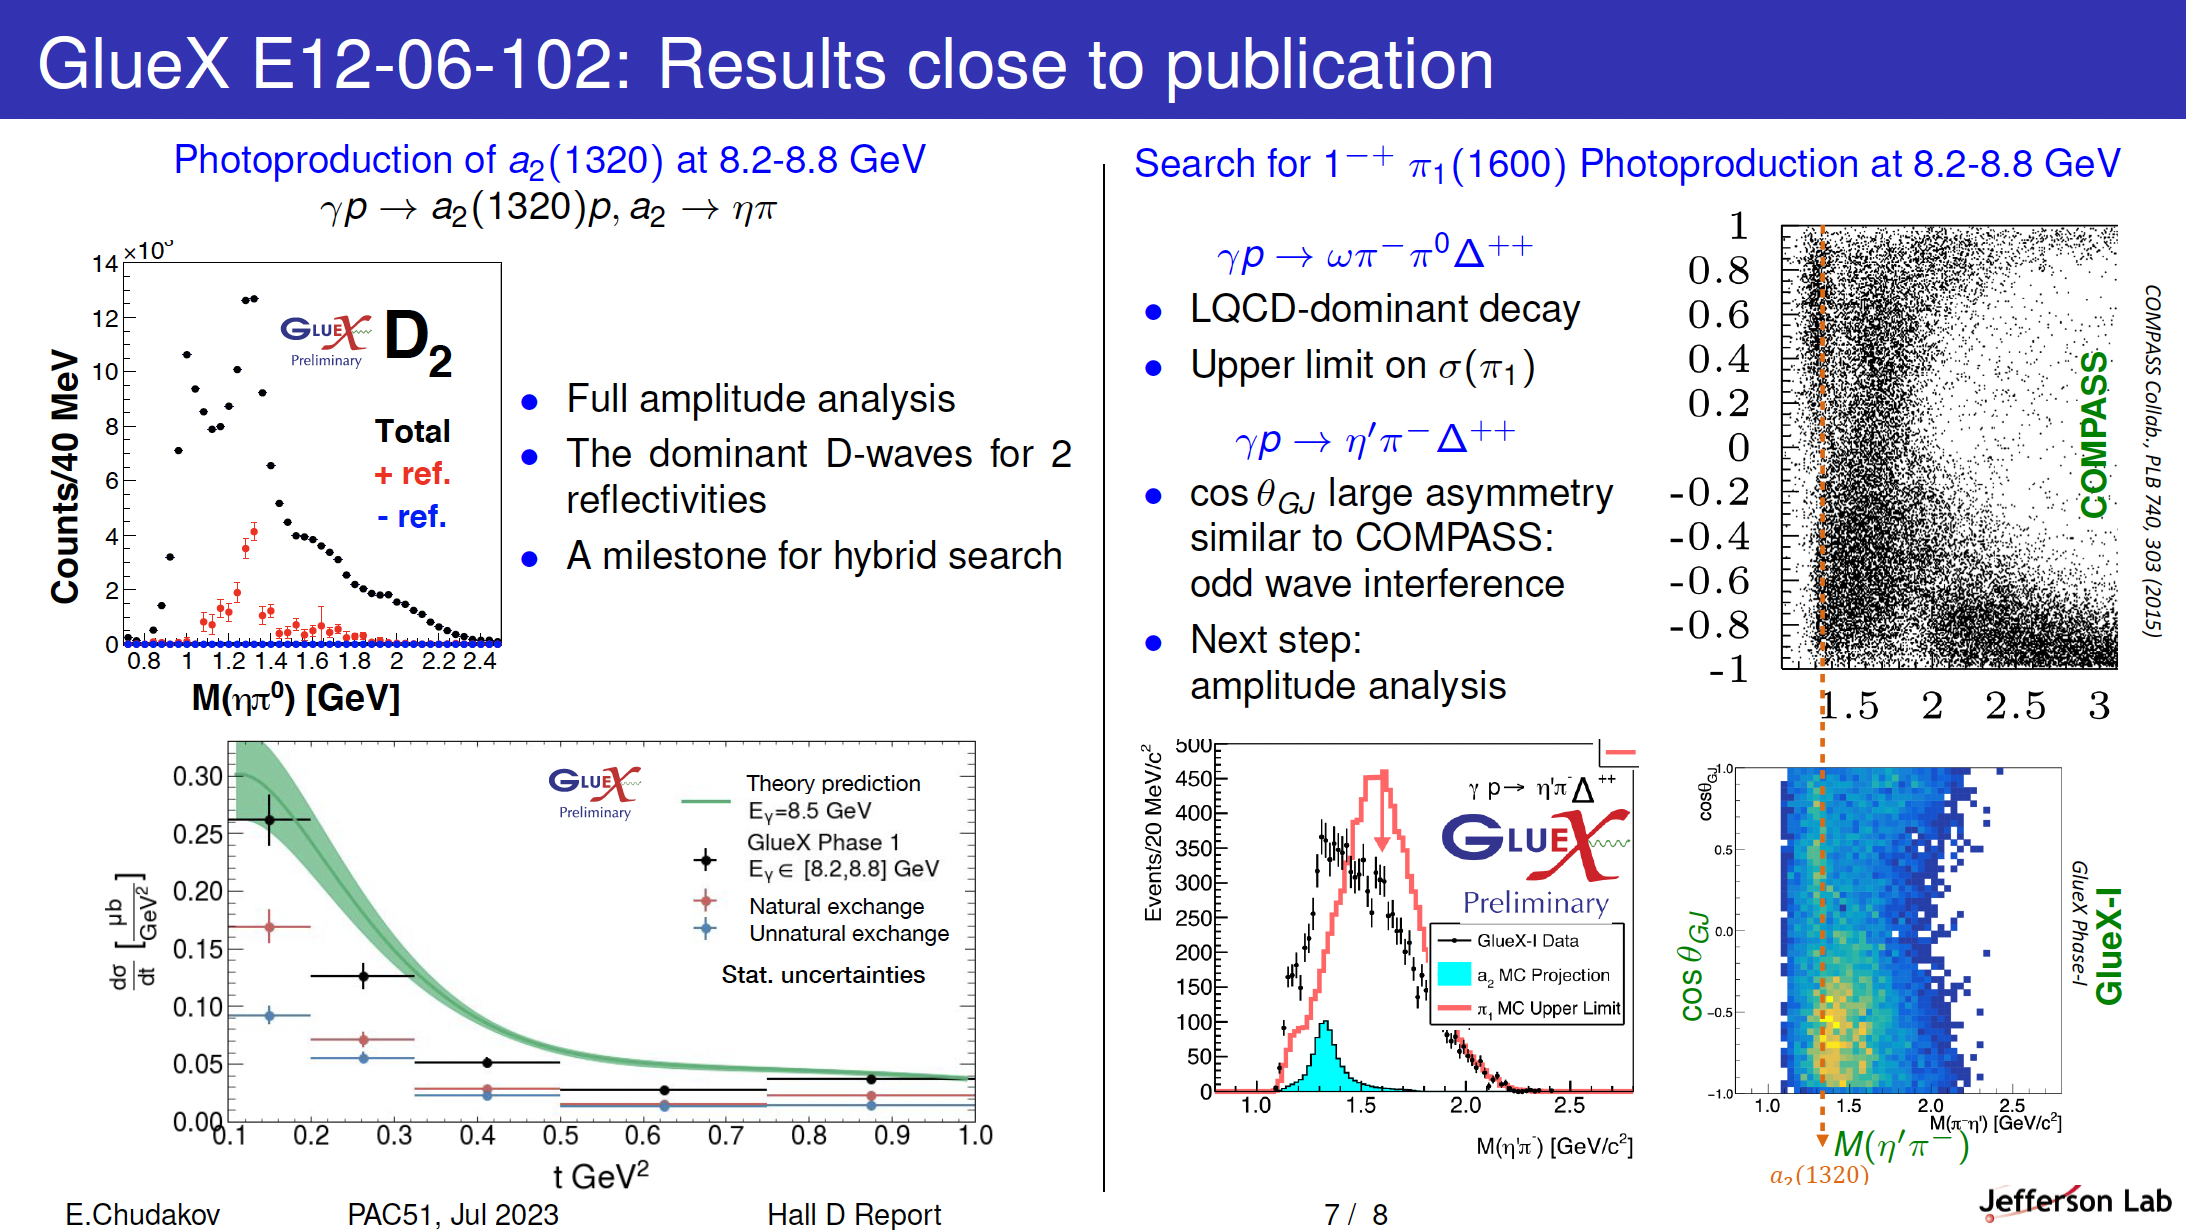 GlueX E12-06-102: Results close to publication
Photoproduction of a₂(1320) at 8.2-8.8 GeV
γp → a₂(1320)p, a₂ → ηπ
×10³
14
12
10
8
6
4
2
0
Counts/40 MeV
GLUEX
Preliminary
D₂
Total
+ ref.
- ref.
0.8 1 1.2 1.4 1.6 1.8 2 2.2 2.4
M(ηπ⁰) [GeV]
• Full amplitude analysis
• The dominant D-waves for 2
reflectivities
• A milestone for hybrid search
0.30
0.25
0.20
0.15
0.10
0.05
0.00
dσ/dt [μb/GeV²]
GLUEX
Preliminary
Theory prediction
Eγ=8.5 GeV
GlueX Phase 1
Eγ ∈ [8.2,8.8] GeV
Natural exchange
Unnatural exchange
Stat. uncertainties
0.1 0.2 0.3 0.4 0.5 0.6 0.7 0.8 0.9 1.0
t GeV²
Search for 1⁻⁺ π₁(1600) Photoproduction at 8.2-8.8 GeV
γp → ωπ⁻π⁰Δ⁺⁺
• LQCD-dominant decay
• Upper limit on σ(π₁)
γp → η′π⁻Δ⁺⁺
• cos θ_GJ large asymmetry
similar to COMPASS:
odd wave interference
• Next step:
amplitude analysis
1
0.8
0.6
0.4
0.2
0
-0.2
-0.4
-0.6
-0.8
-1
1.5 2 2.5 3
COMPASS
COMPASS Collab., PLB 740, 303 (2015)
500
450
400
350
300
250
200
150
100
50
0
Events/20 MeV/c²
γ p→ η′π⁻Δ⁺⁺
GLUEX
Preliminary
GlueX-I Data
a₂ MC Projection
π₁ MC Upper Limit
1.0 1.5 2.0 2.5
M(η′π⁻) [GeV/c²]
cosθ_GJ
1.0
0.5
0.0
−0.5
−1.0
cos θ_GJ
1.0 1.5 2.0 2.5
M(π⁻η′) [GeV/c²]
M(η′π⁻)
a₂(1320)
GlueX Phase-I
GlueX-I
E.Chudakov PAC51, Jul 2023 Hall D Report 7 / 8
Jefferson Lab